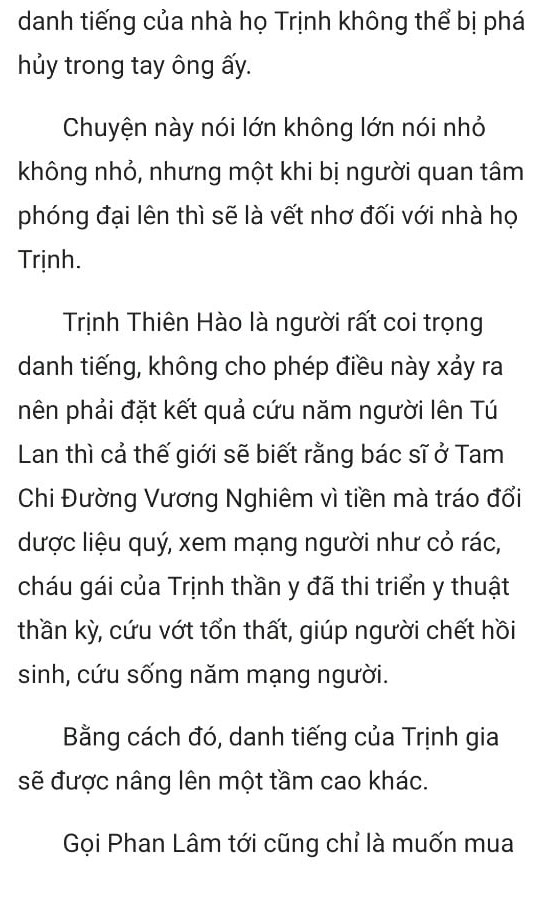 danh tiếng của nhà họ Trịnh không thể bị phá
hủy trong tay ông ấy.
Chuyện này nói lớn không lớn nói nhỏ
không nhỏ, nhưng một khi bị người quan tâm
phóng đại lên thì sẽ là vết nhơ đối với nhà họ
Trịnh.
Trịnh Thiên Hào là người rất coi trọng
danh tiếng, không cho phép điều này xảy ra
nên phải đặt kết quả cứu năm người lên Tú
Lan thì cả thế giới sẽ biết rằng bác sĩ ở Tam
Chi Đường Vương Nghiêm vì tiền mà tráo đổi
dược liệu quý, xem mạng người như cỏ rác,
cháu gái của Trịnh thần y đã thi triển y thuật
thần kỳ, cứu vớt tổn thất, giúp người chết hồi
sinh, cứu sống năm mạng người.
Bằng cách đó, danh tiếng của Trịnh gia
sẽ được nâng lên một tầm cao khác.
Gọi Phan Lâm tới cũng chỉ là muốn mua